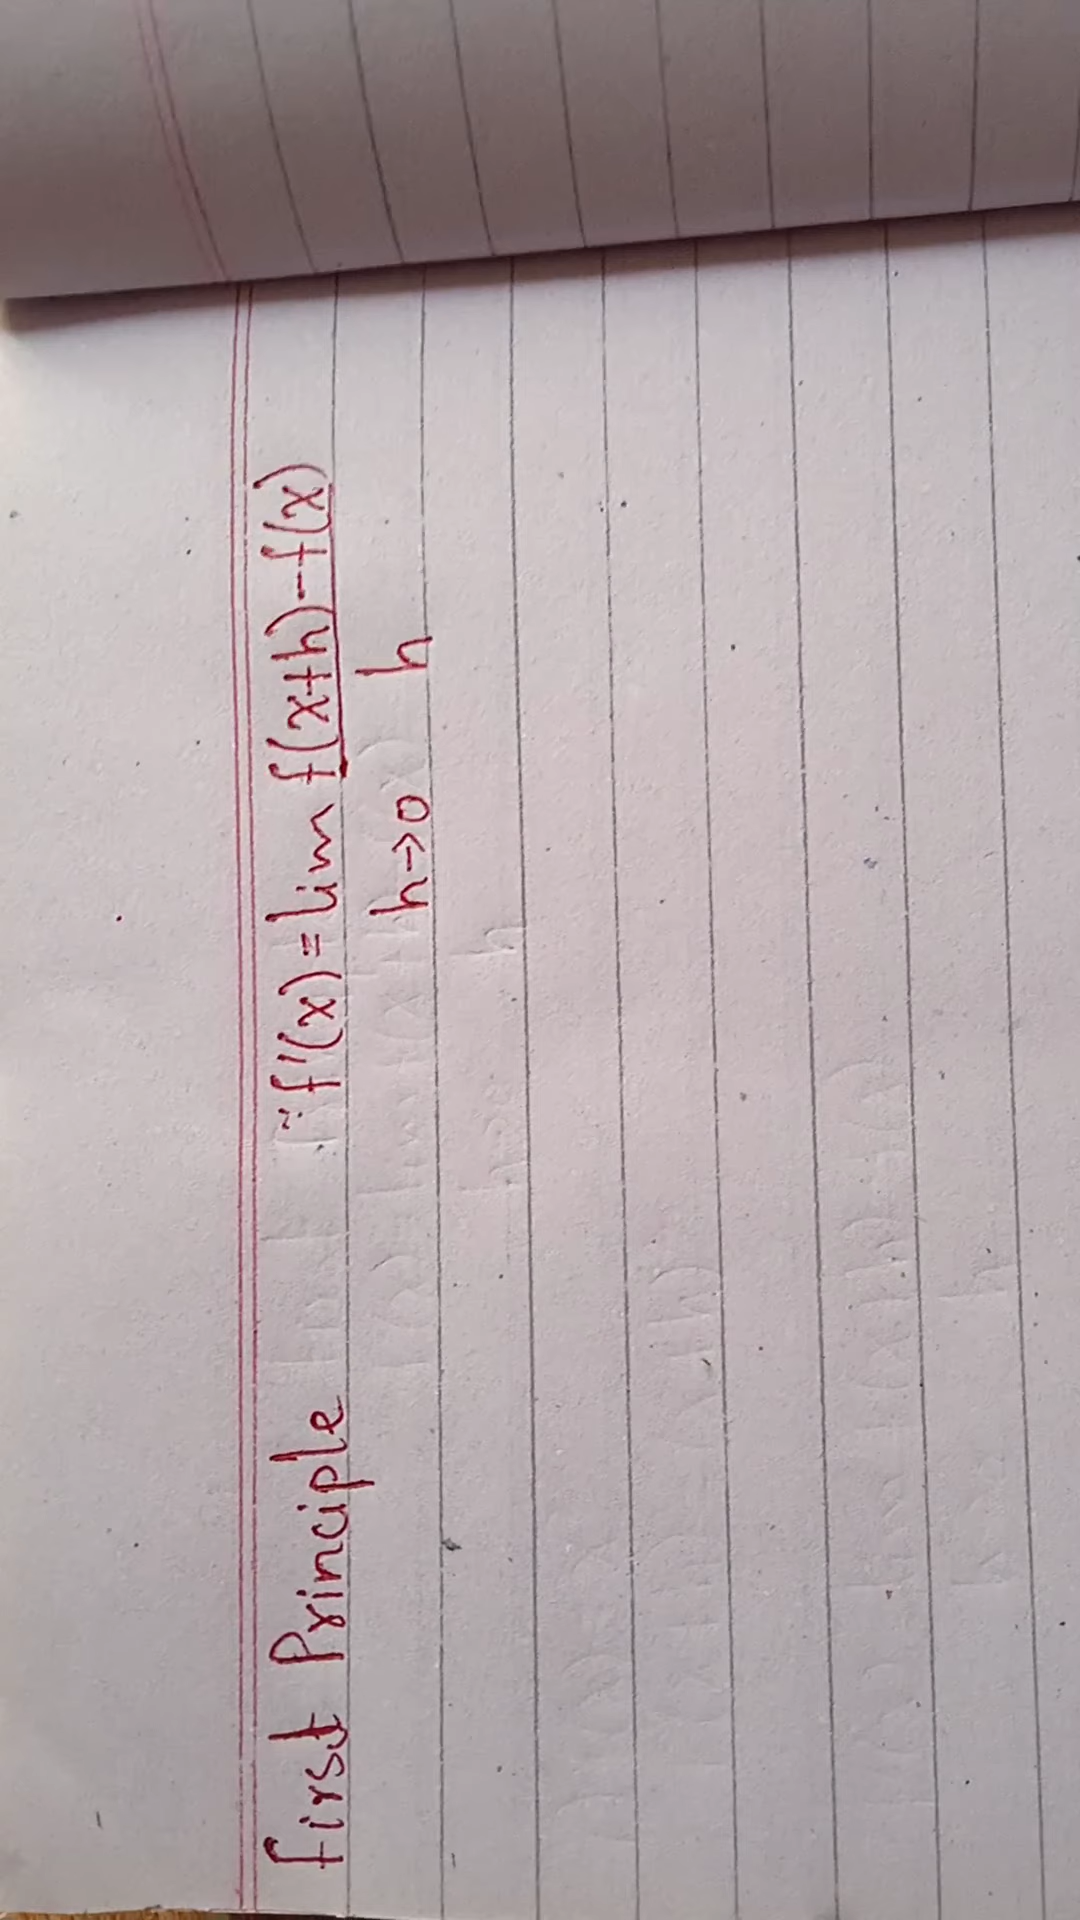 first Principle :- f'(x) = lim f(x+h) - f(x)
h→0 h